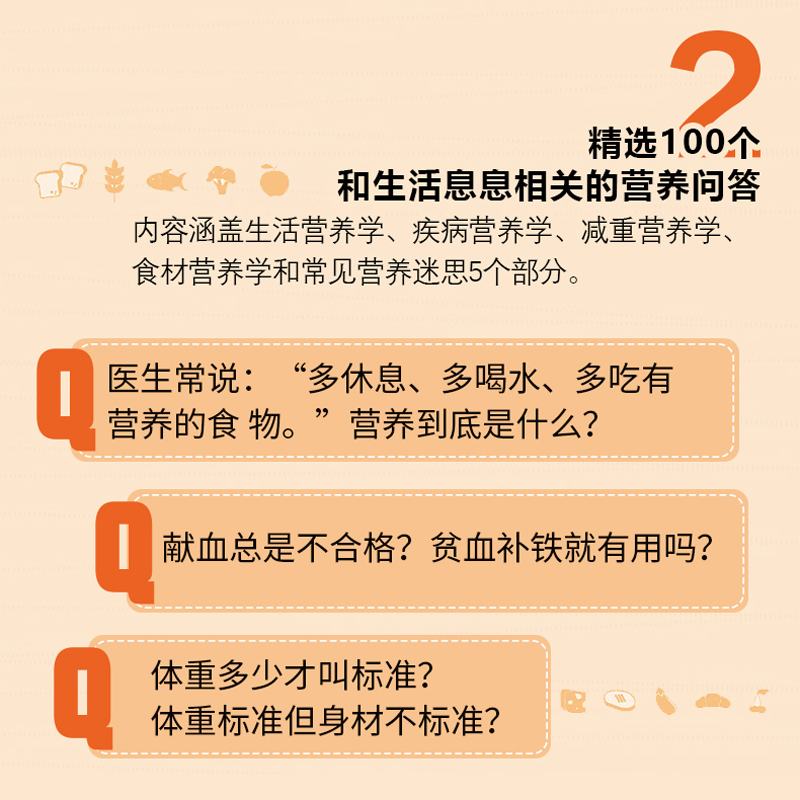 ?
精选100个
和生活息息相关的营养问答
内容涵盖生活营养学、疾病营养学、减重营养学、
食材营养学和常见营养迷思5个部分。
Q
医生常说：“多休息、多喝水、多吃有
营养的食 物。”营养到底是什么？
Q
献血总是不合格？贫血补铁就有用吗？
Q
体重多少才叫标准？
体重标准但身材不标准？